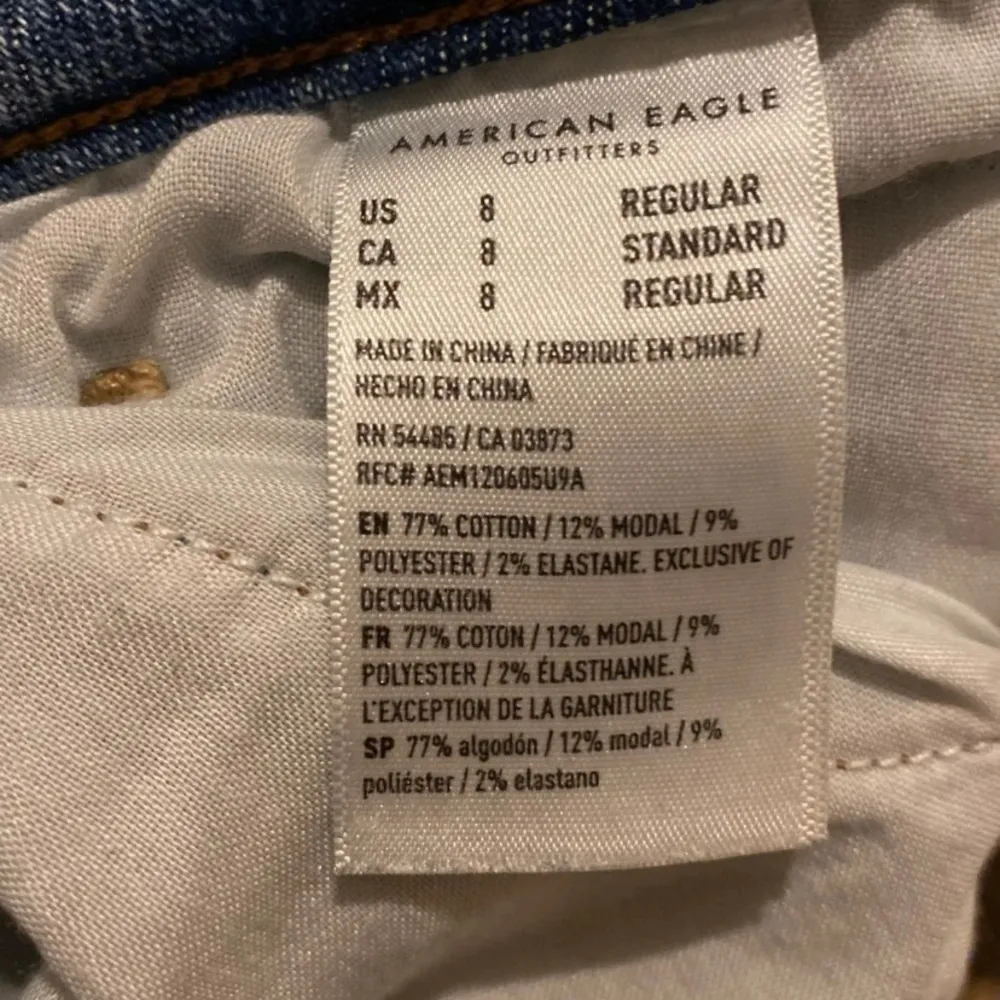 AMERICAN EAGLE
OUTFITTERS
US 8 REGULAR
CA 8 STANDARD
MX 8 REGULAR
MADE IN CHINA / FABRIQUÉ EN CHINE /
HECHO EN CHINA
RN 54485 / CA 03873
RFC# AEM120605U9A
EN 77% COTTON / 12% MODAL / 9%
POLYESTER / 2% ELASTANE. EXCLUSIVE OF
DECORATION
FR 77% COTON / 12% MODAL / 9%
POLYESTER / 2% ÉLASTHANNE. À
L'EXCEPTION DE LA GARNITURE
SP 77% algodón / 12% modal / 9%
poliéster / 2% elastano